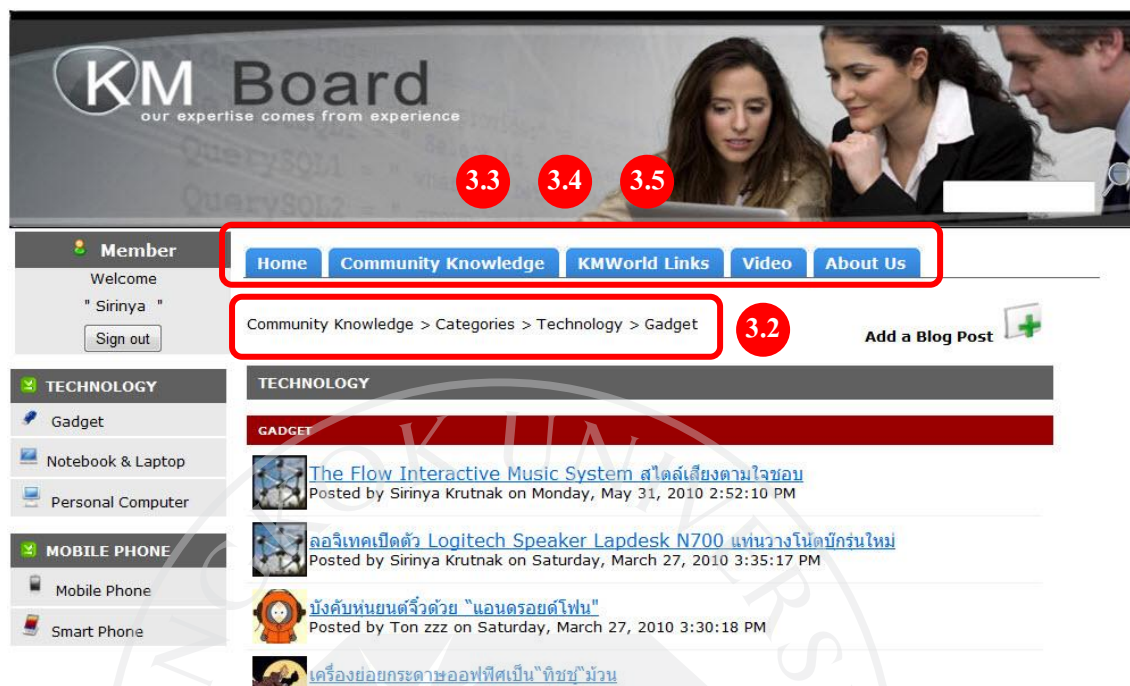 KM Board
our expertise comes from experience
QuerySQL1 = "
QuerySQL2 = "
3.3 3.4 3.5
Member
Welcome
" Sirinya "
Sign out
Home Community Knowledge KMWorld Links Video About Us
Community Knowledge > Categories > Technology > Gadget
3.2
Add a Blog Post
TECHNOLOGY
Gadget
Notebook & Laptop
Personal Computer
MOBILE PHONE
Mobile Phone
Smart Phone
TECHNOLOGY
GADGET
The Flow Interactive Music System สไตล์เสียงตามใจชอบ
Posted by Sirinya Krutnak on Monday, May 31, 2010 2:52:10 PM
ลอจิเทคเปิดตัว Logitech Speaker Lapdesk N700 แท่นวางโน้ตบุ๊กรุ่นใหม่
Posted by Sirinya Krutnak on Saturday, March 27, 2010 3:35:17 PM
บังคับหุ่นยนต์จิ๋วด้วย "แอนดรอยด์โฟน"
Posted by Ton zzz on Saturday, March 27, 2010 3:30:18 PM
เครื่องย่อยกระดาษออฟฟิศเป็น"ทิชชู่"ม้วน